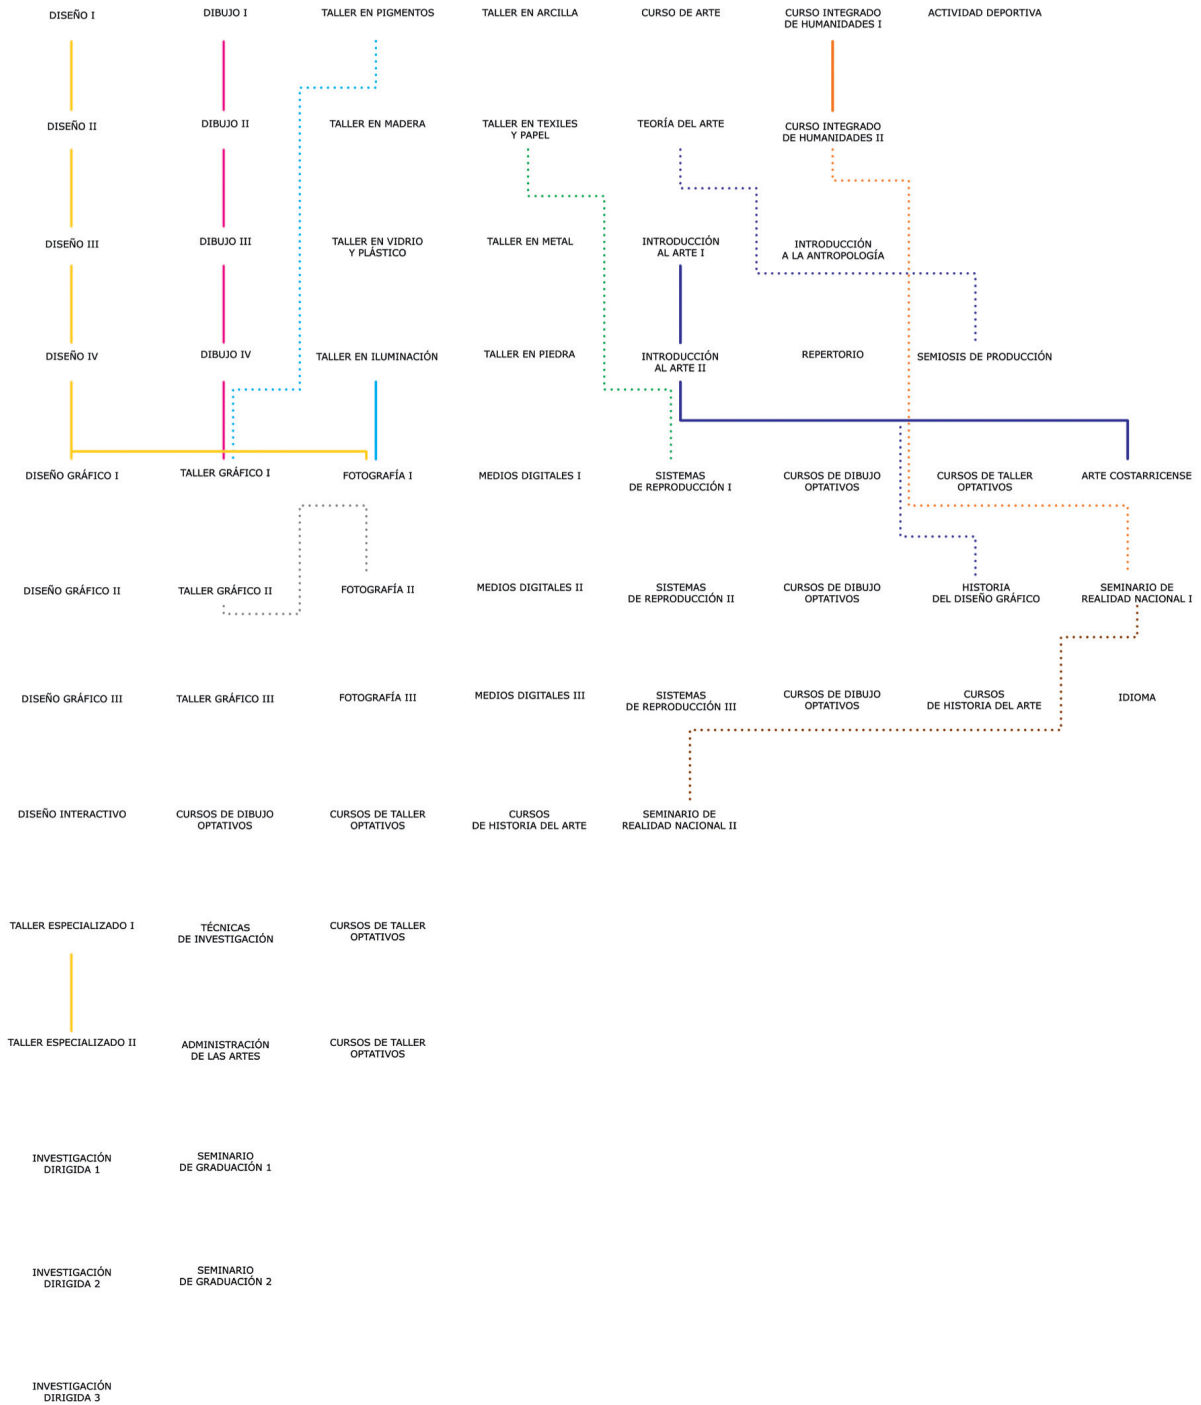 DISEÑO I
DIBUJO I
TALLER EN PIGMENTOS
TALLER EN ARCILLA
CURSO DE ARTE
CURSO INTEGRADO
DE HUMANIDADES I
ACTIVIDAD DEPORTIVA
DISEÑO II
DIBUJO II
TALLER EN MADERA
TALLER EN TEXILES
Y PAPEL
TEORÍA DEL ARTE
CURSO INTEGRADO
DE HUMANIDADES II
DISEÑO III
DIBUJO III
TALLER EN VIDRIO
Y PLÁSTICO
TALLER EN METAL
INTRODUCCIÓN
AL ARTE I
INTRODUCCIÓN
A LA ANTROPOLOGÍA
DISEÑO IV
DIBUJO IV
TALLER EN ILUMINACIÓN
TALLER EN PIEDRA
INTRODUCCIÓN
AL ARTE II
REPERTORIO
SEMIOSIS DE PRODUCCIÓN
DISEÑO GRÁFICO I
TALLER GRÁFICO I
FOTOGRAFÍA I
MEDIOS DIGITALES I
SISTEMAS
DE REPRODUCCIÓN I
CURSOS DE DIBUJO
OPTATIVOS
CURSOS DE TALLER
OPTATIVOS
ARTE COSTARRICENSE
DISEÑO GRÁFICO II
TALLER GRÁFICO II
FOTOGRAFÍA II
MEDIOS DIGITALES II
SISTEMAS
DE REPRODUCCIÓN II
CURSOS DE DIBUJO
OPTATIVOS
HISTORIA
DEL DISEÑO GRÁFICO
SEMINARIO DE
REALIDAD NACIONAL I
DISEÑO GRÁFICO III
TALLER GRÁFICO III
FOTOGRAFÍA III
MEDIOS DIGITALES III
SISTEMAS
DE REPRODUCCIÓN III
CURSOS DE DIBUJO
OPTATIVOS
CURSOS
DE HISTORIA DEL ARTE
IDIOMA
DISEÑO INTERACTIVO
CURSOS DE DIBUJO
OPTATIVOS
CURSOS DE TALLER
OPTATIVOS
CURSOS
DE HISTORIA DEL ARTE
SEMINARIO DE
REALIDAD NACIONAL II
TALLER ESPECIALIZADO I
TÉCNICAS
DE INVESTIGACIÓN
CURSOS DE TALLER
OPTATIVOS
TALLER ESPECIALIZADO II
ADMINISTRACIÓN
DE LAS ARTES
CURSOS DE TALLER
OPTATIVOS
INVESTIGACIÓN
DIRIGIDA 1
SEMINARIO
DE GRADUACIÓN 1
INVESTIGACIÓN
DIRIGIDA 2
SEMINARIO
DE GRADUACIÓN 2
INVESTIGACIÓN
DIRIGIDA 3